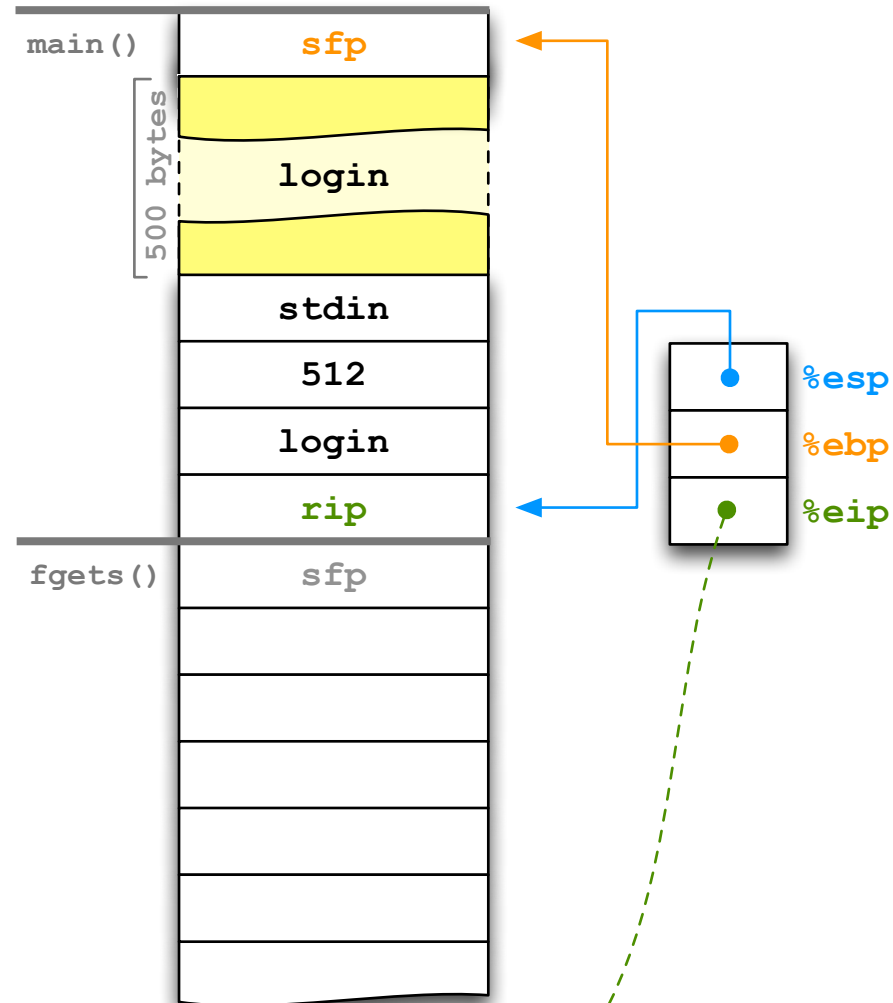 main()
sfp
500 bytes
login
stdin
512
login
rip
%esp
%ebp
%eip
fgets()
sfp